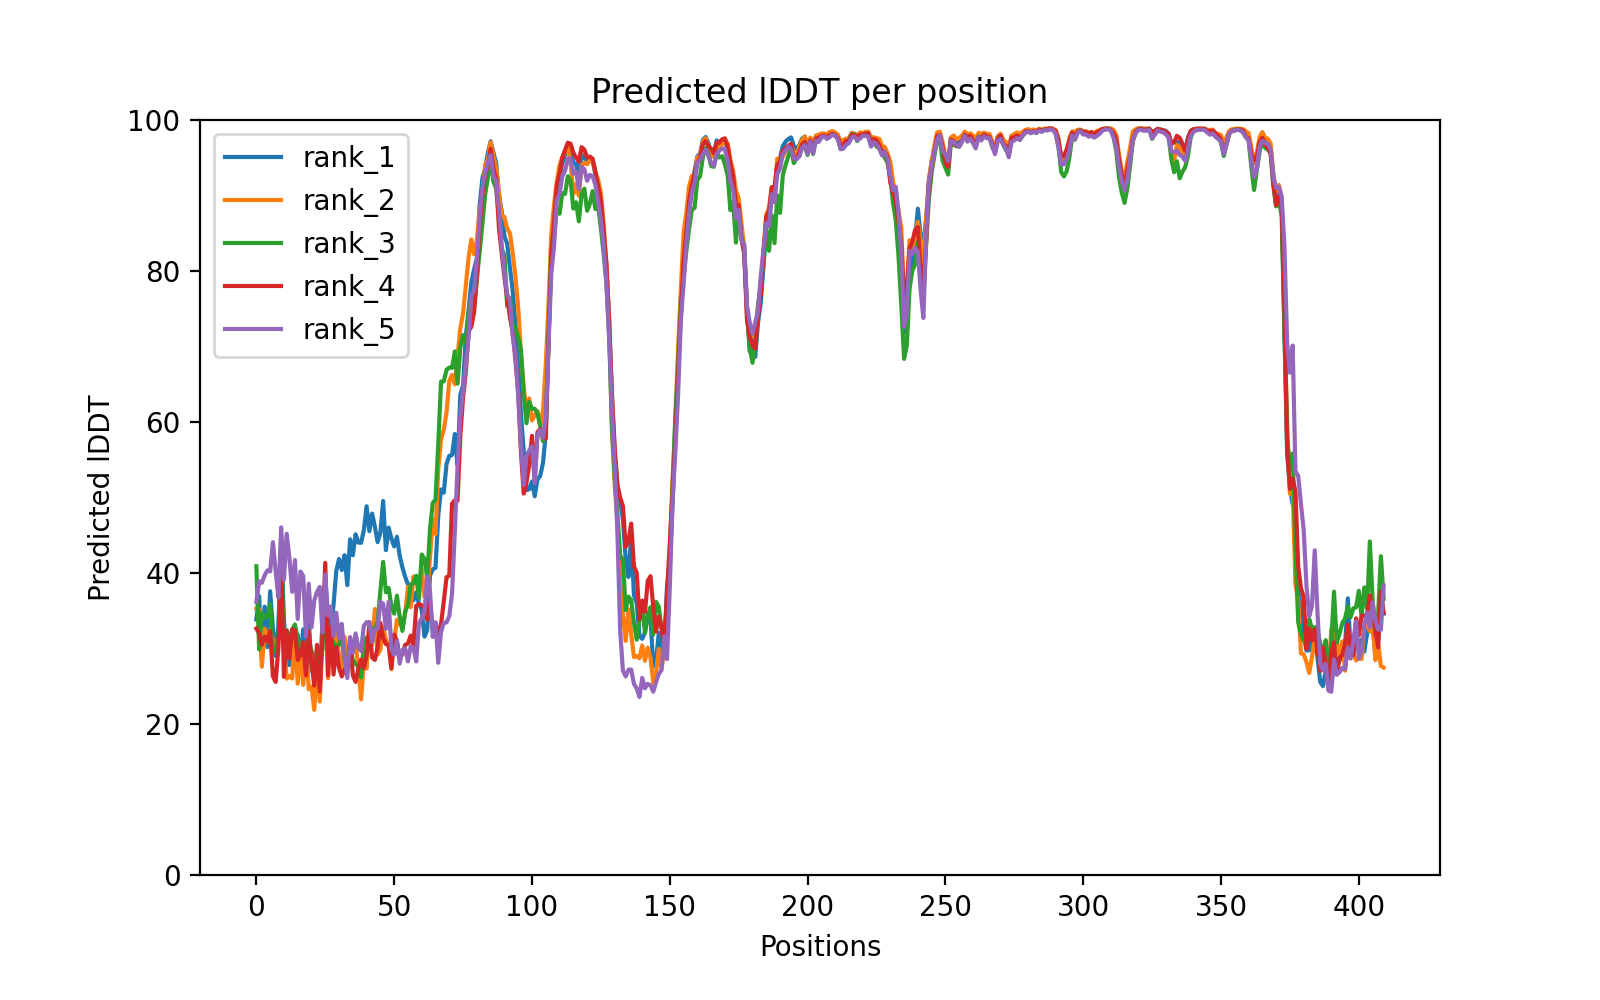 Predicted lDDT per position
100
80
60
40
20
0
Predicted lDDT
rank_1
rank_2
rank_3
rank_4
rank_5
0 50 100 150 200 250 300 350 400
Positions